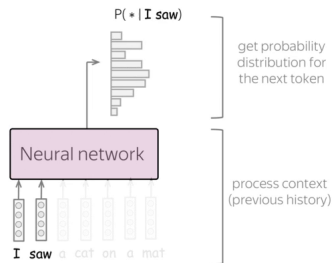 P( * | I saw)
get probability
distribution for
the next token
Neural network
process context
(previous history)
I saw a cat on a mat